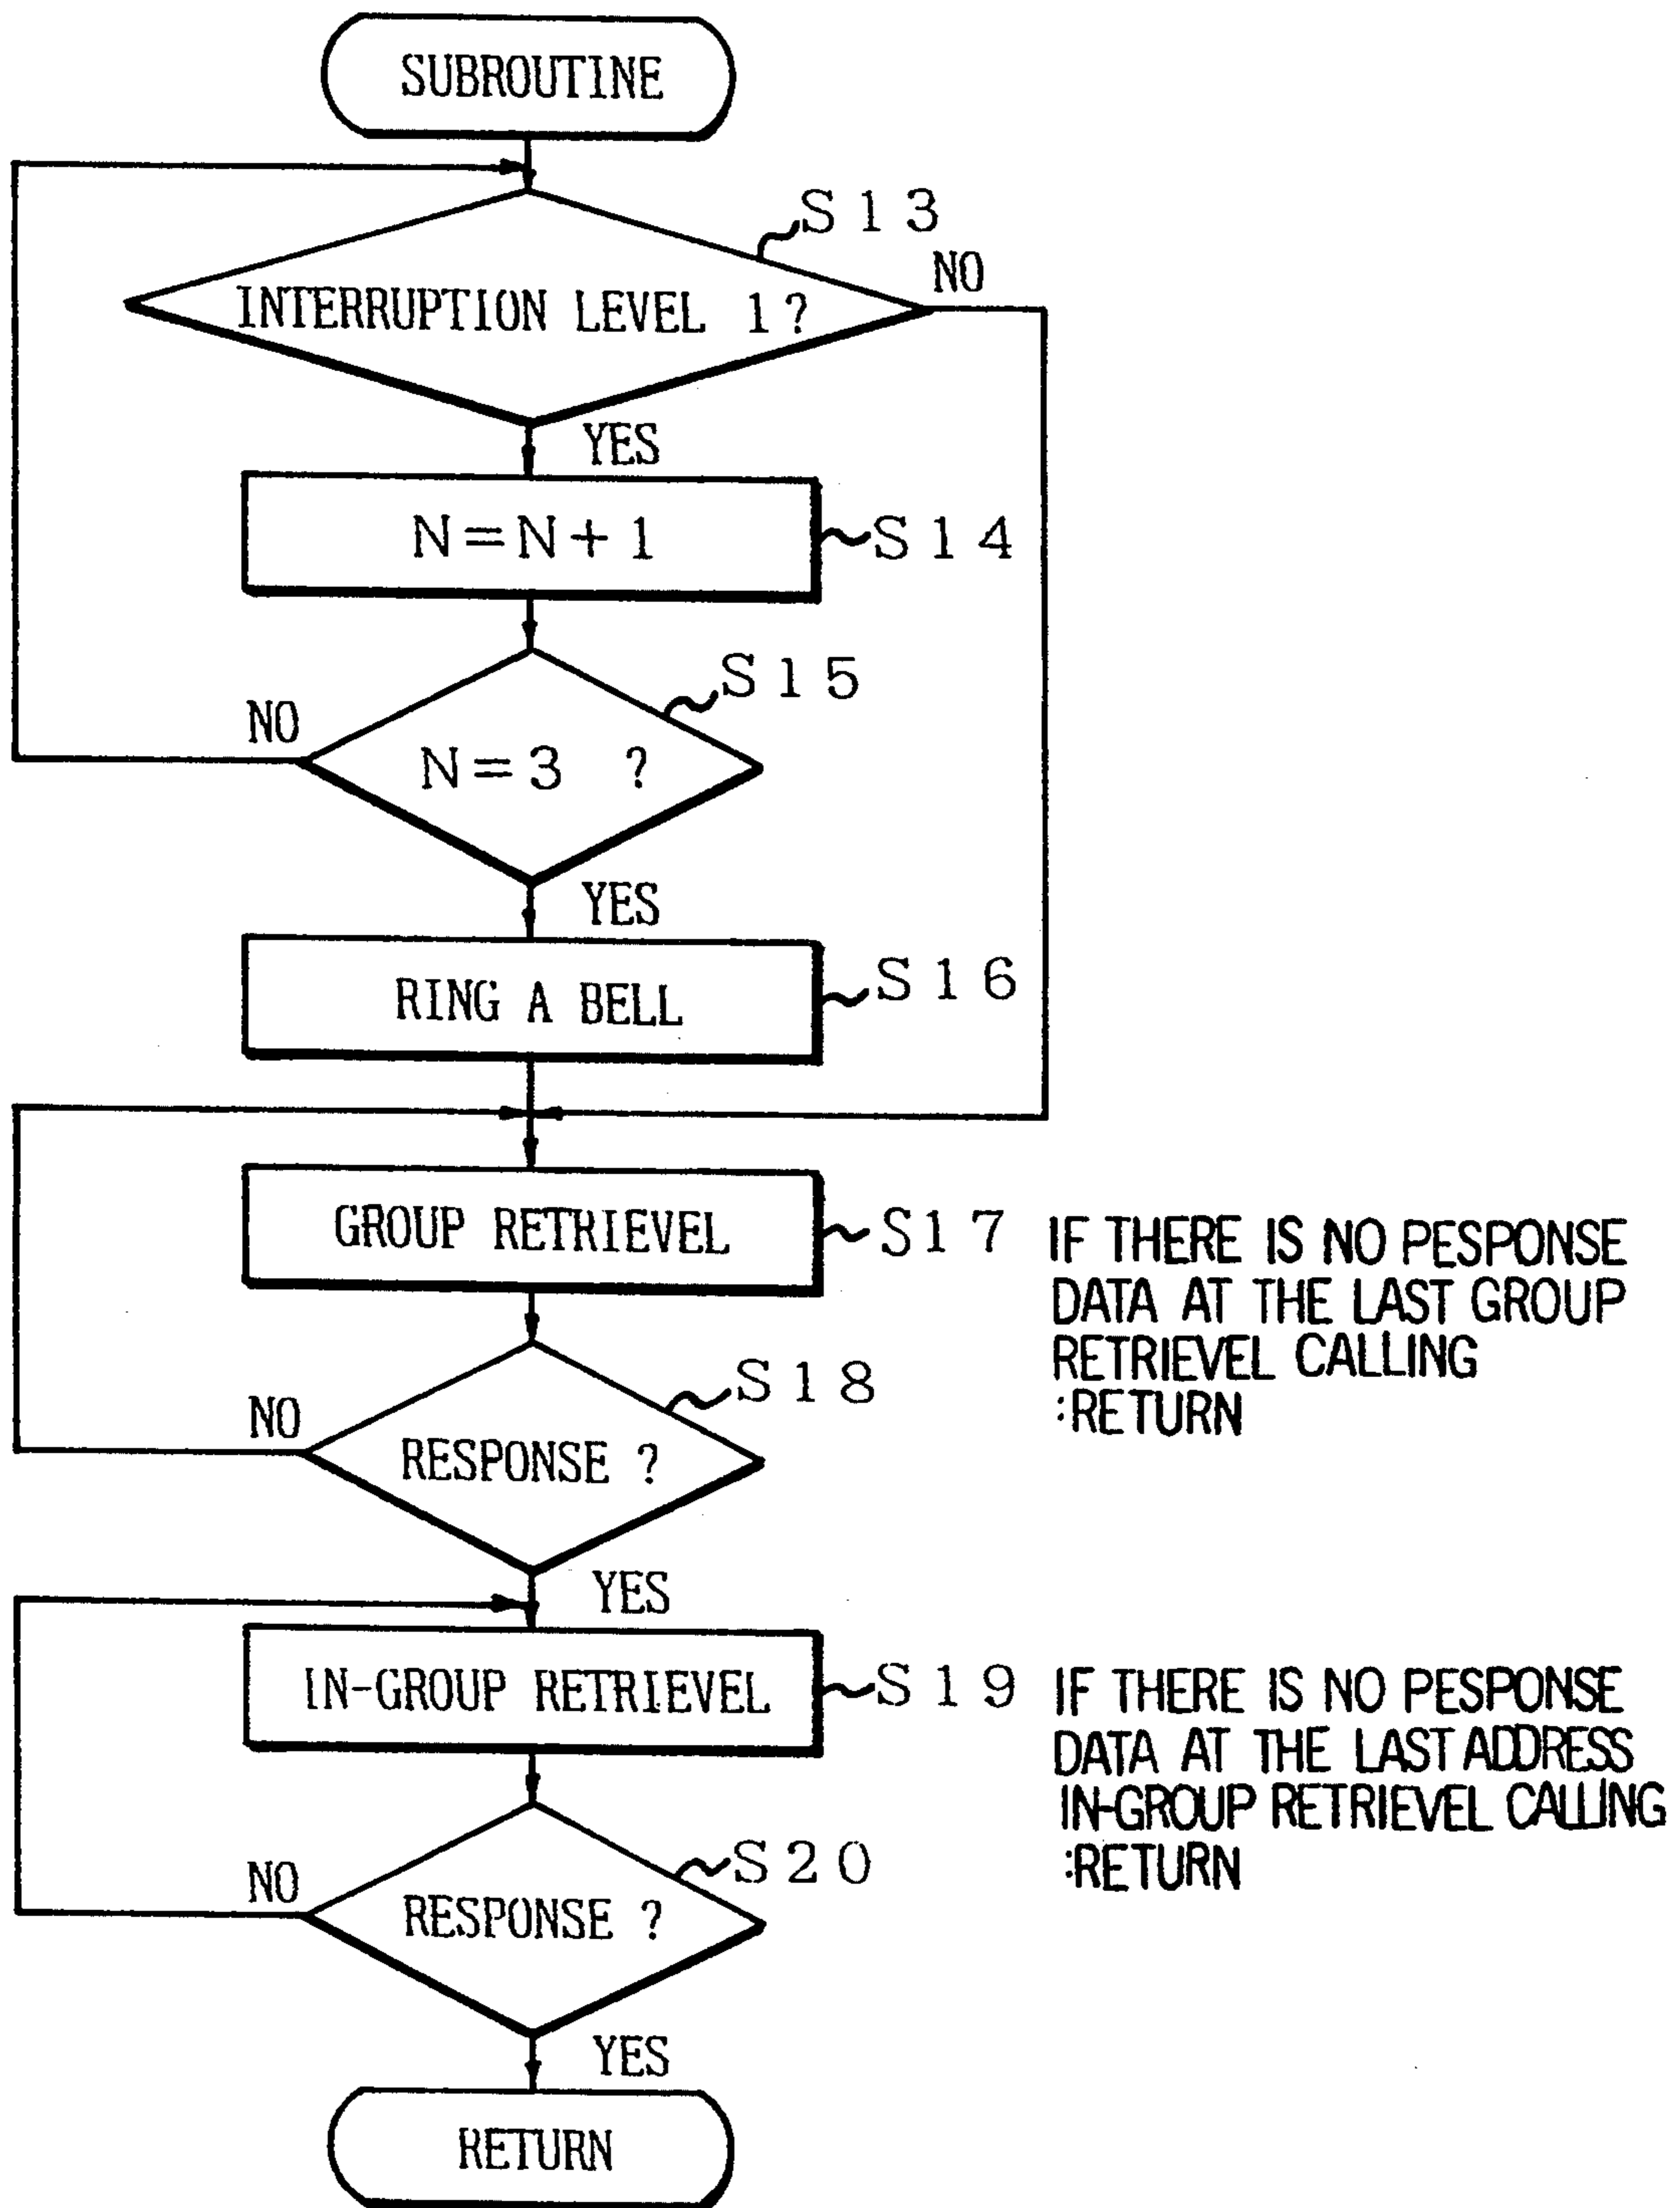 SUBROUTINE
S13
NO
INTERRUPTION LEVEL 1?
YES
N=N+1
S14
S15
NO
N=3 ?
YES
RING A BELL
S16
GROUP RETRIEVEL
S17
IF THERE IS NO PESPONSE
DATA AT THE LAST GROUP
RETRIEVEL CALLING
:RETURN
S18
NO
RESPONSE ?
YES
IN-GROUP RETRIEVEL
S19
IF THERE IS NO PESPONSE
DATA AT THE LAST ADDRESS
IN-GROUP RETRIEVEL CALLING
:RETURN
S20
NO
RESPONSE ?
YES
RETURN